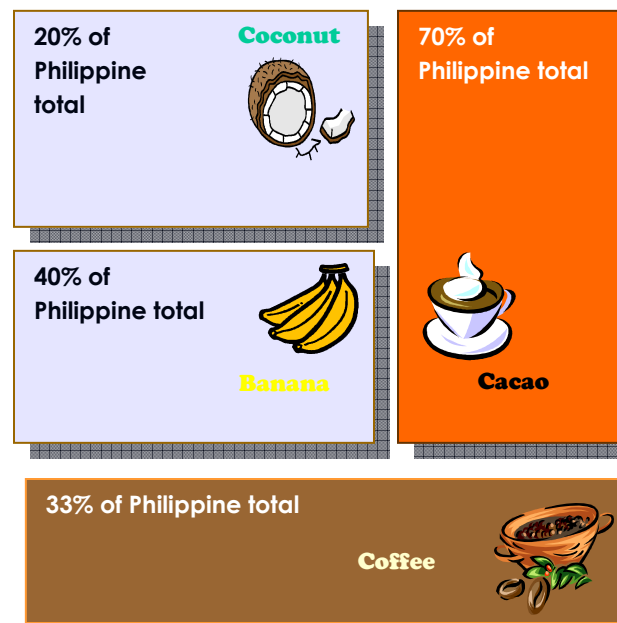 20% of
Philippine
total
Coconut
70% of
Philippine total
40% of
Philippine total
Banana
Cacao
33% of Philippine total
Coffee